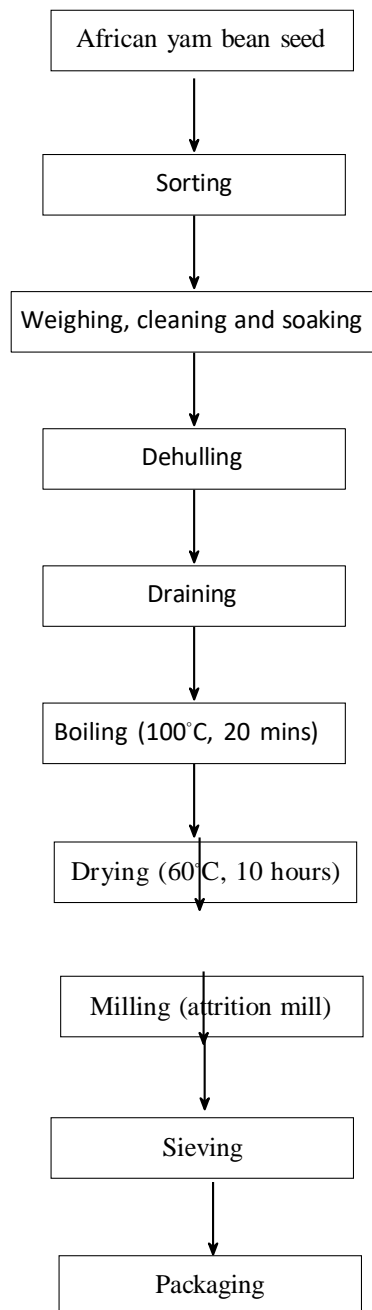 African yam bean seed
Sorting
Weighing, cleaning and soaking
Dehulling
Draining
Boiling (100°C, 20 mins)
Drying (60°C, 10 hours)
Milling (attrition mill)
Sieving
Packaging